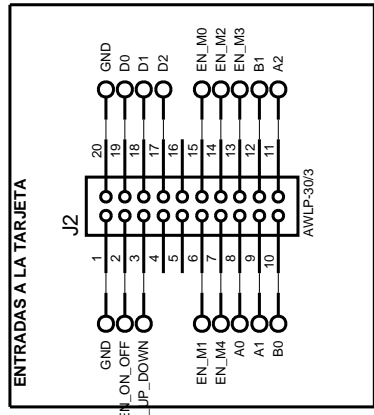 ENTRADAS A LA TARJETA
J2
GND 1 20 GND
EN_ON_OFF 2 19 D0
_UP_DOWN 3 18 D1
4 17 D2
5 16
EN_M1 6 15 EN_M0
EN_M4 7 14 EN_M2
A0 8 13 EN_M3
A1 9 12 B1
B0 10 11 A2
AWLP-30/3